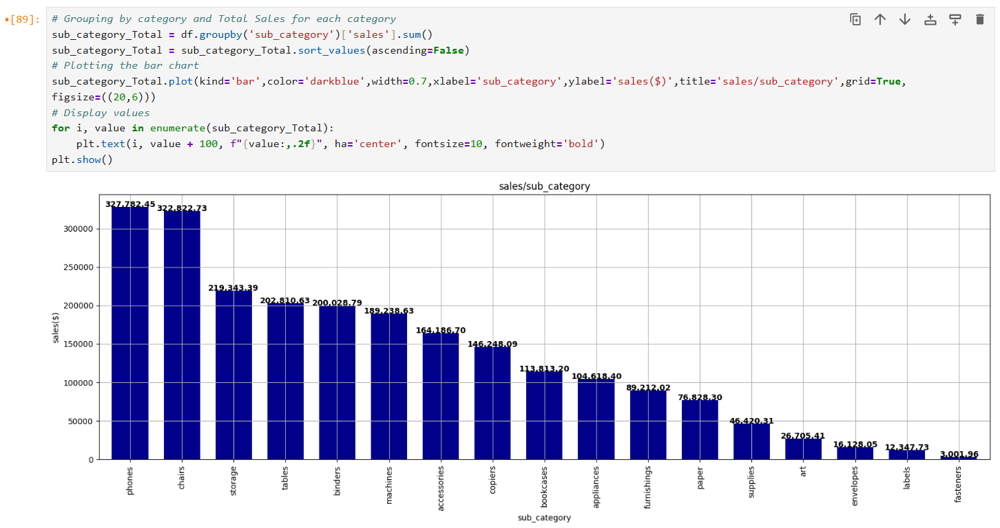 •[89]:
# Grouping by category and Total Sales for each category
sub_category_Total = df.groupby('sub_category')['sales'].sum()
sub_category_Total = sub_category_Total.sort_values(ascending=False)
# Plotting the bar chart
sub_category_Total.plot(kind='bar',color='darkblue',width=0.7,xlabel='sub_category',ylabel='sales($)',title='sales/sub_category',grid=True,
figsize=((20,6)))
# Display values
for i, value in enumerate(sub_category_Total):
    plt.text(i, value + 100, f"{value:,.2f}", ha='center', fontsize=10, fontweight='bold')
plt.show()
sales/sub_category
327,782.45
322,822.73
219,343.39
202,810.63
200,028.79
189,238.63
164,186.70
146,248.09
113,813.20
104,618.40
89,212.02
76,828.30
46,420.31
26,705.41
16,128.05
12,347.73
3,001.96
300000
250000
200000
150000
100000
50000
0
sales($)
phones
chairs
storage
tables
binders
machines
accessories
copiers
bookcases
appliances
furnishings
paper
supplies
art
envelopes
labels
fasteners
sub_category